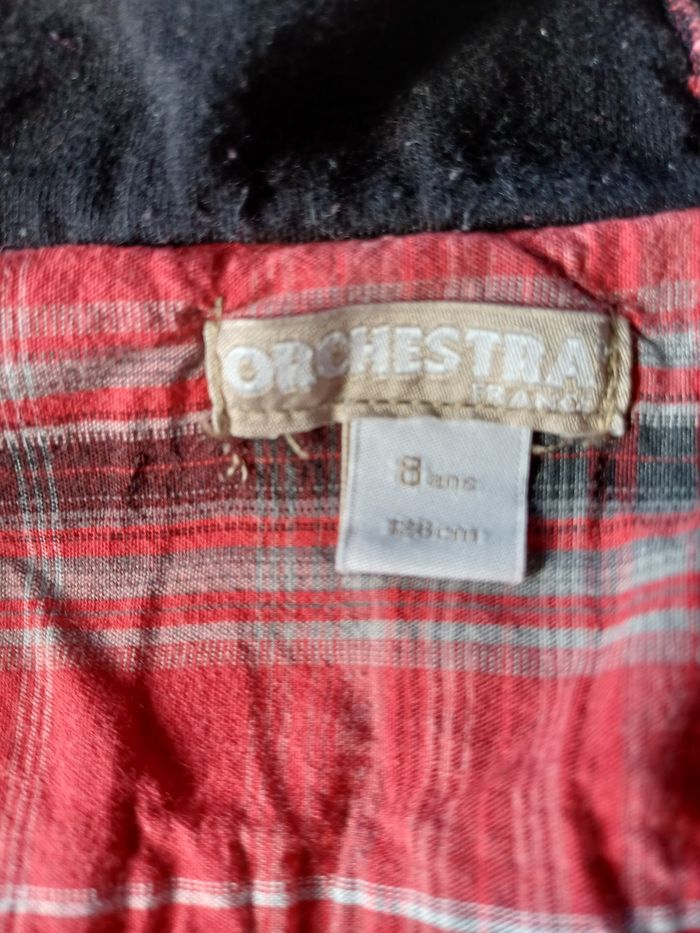 ORCHESTRA
FRANCE
8 ans
128cm